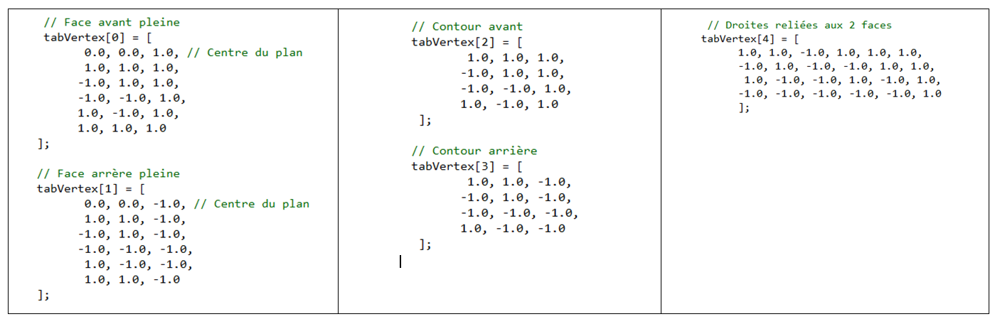 // Face avant pleine
tabVertex[0] = [
0.0, 0.0, 1.0, // Centre du plan
1.0, 1.0, 1.0,
-1.0, 1.0, 1.0,
-1.0, -1.0, 1.0,
1.0, -1.0, 1.0,
1.0, 1.0, 1.0
];
// Face arrère pleine
tabVertex[1] = [
0.0, 0.0, -1.0, // Centre du plan
1.0, 1.0, -1.0,
-1.0, 1.0, -1.0,
-1.0, -1.0, -1.0,
1.0, -1.0, -1.0,
1.0, 1.0, -1.0
];
// Contour avant
tabVertex[2] = [
1.0, 1.0, 1.0,
-1.0, 1.0, 1.0,
-1.0, -1.0, 1.0,
1.0, -1.0, 1.0
];
// Contour arrière
tabVertex[3] = [
1.0, 1.0, -1.0,
-1.0, 1.0, -1.0,
-1.0, -1.0, -1.0,
1.0, -1.0, -1.0
];
// Droites reliées aux 2 faces
tabVertex[4] = [
1.0, 1.0, -1.0, 1.0, 1.0, 1.0,
-1.0, 1.0, -1.0, -1.0, 1.0, 1.0,
1.0, -1.0, -1.0, 1.0, -1.0, 1.0,
-1.0, -1.0, -1.0, -1.0, -1.0, 1.0
];